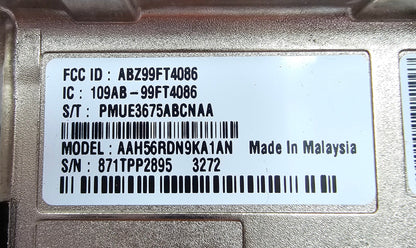 FCC ID : ABZ99FT4086
IC : 109AB-99FT4086
S/T : PMUE3675ABCNAA
MODEL : AAH56RDN9KA1AN Made In Malaysia
S/N : 871TPP2895 3272